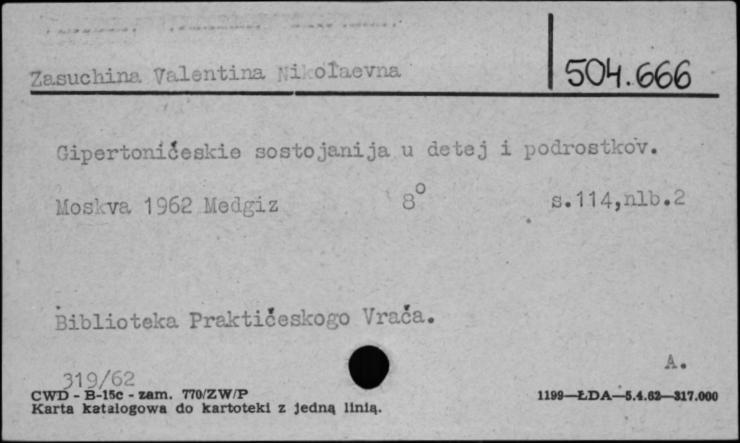 Zasuchina Valentina Nikolaevna
504.666
Gipertoničeskie sostojanija u detej i podrostkov.
Moskva 1962 Medgiz 8° s.114,nlb.2
Biblioteka Praktičeskogo Vrača.
A.
319/62
CWD - B-15c - zam. 770/ZW/P 1199—ŁDA—5.4.62—317.000
Karta katalogowa do kartoteki z jedną linią.